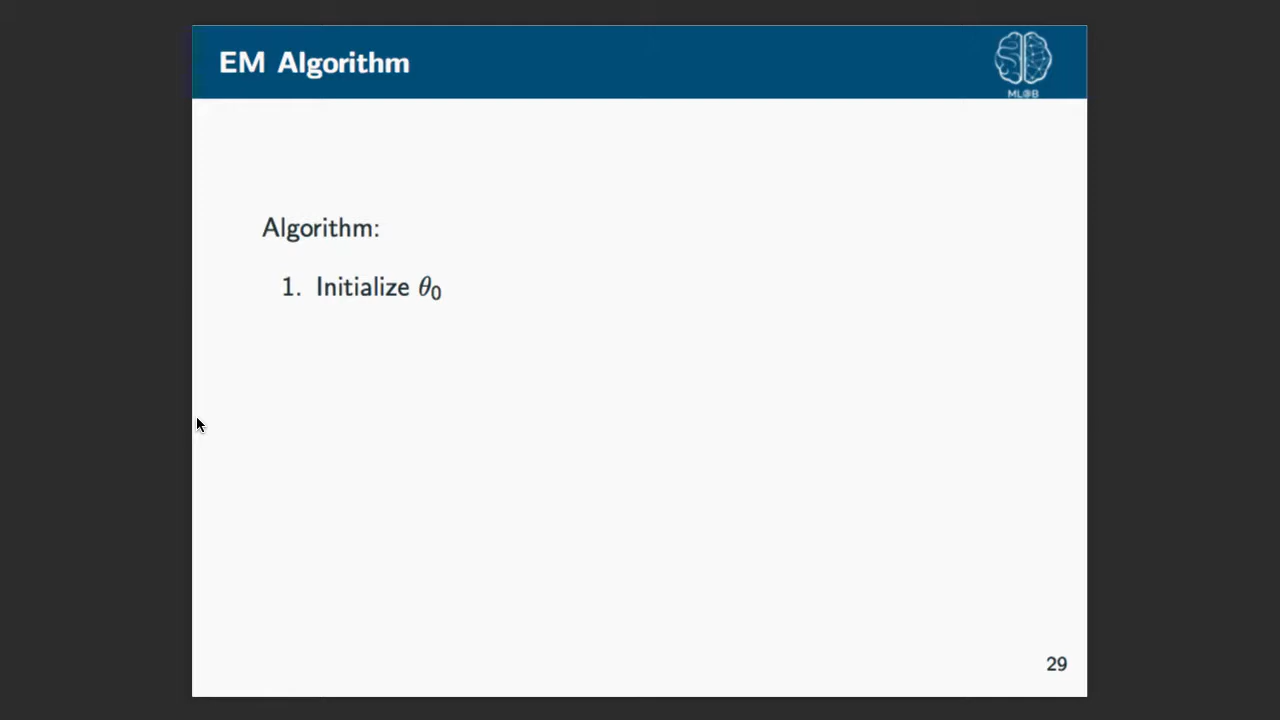 EM Algorithm
ML@B
Algorithm:
1. Initialize θ₀
29